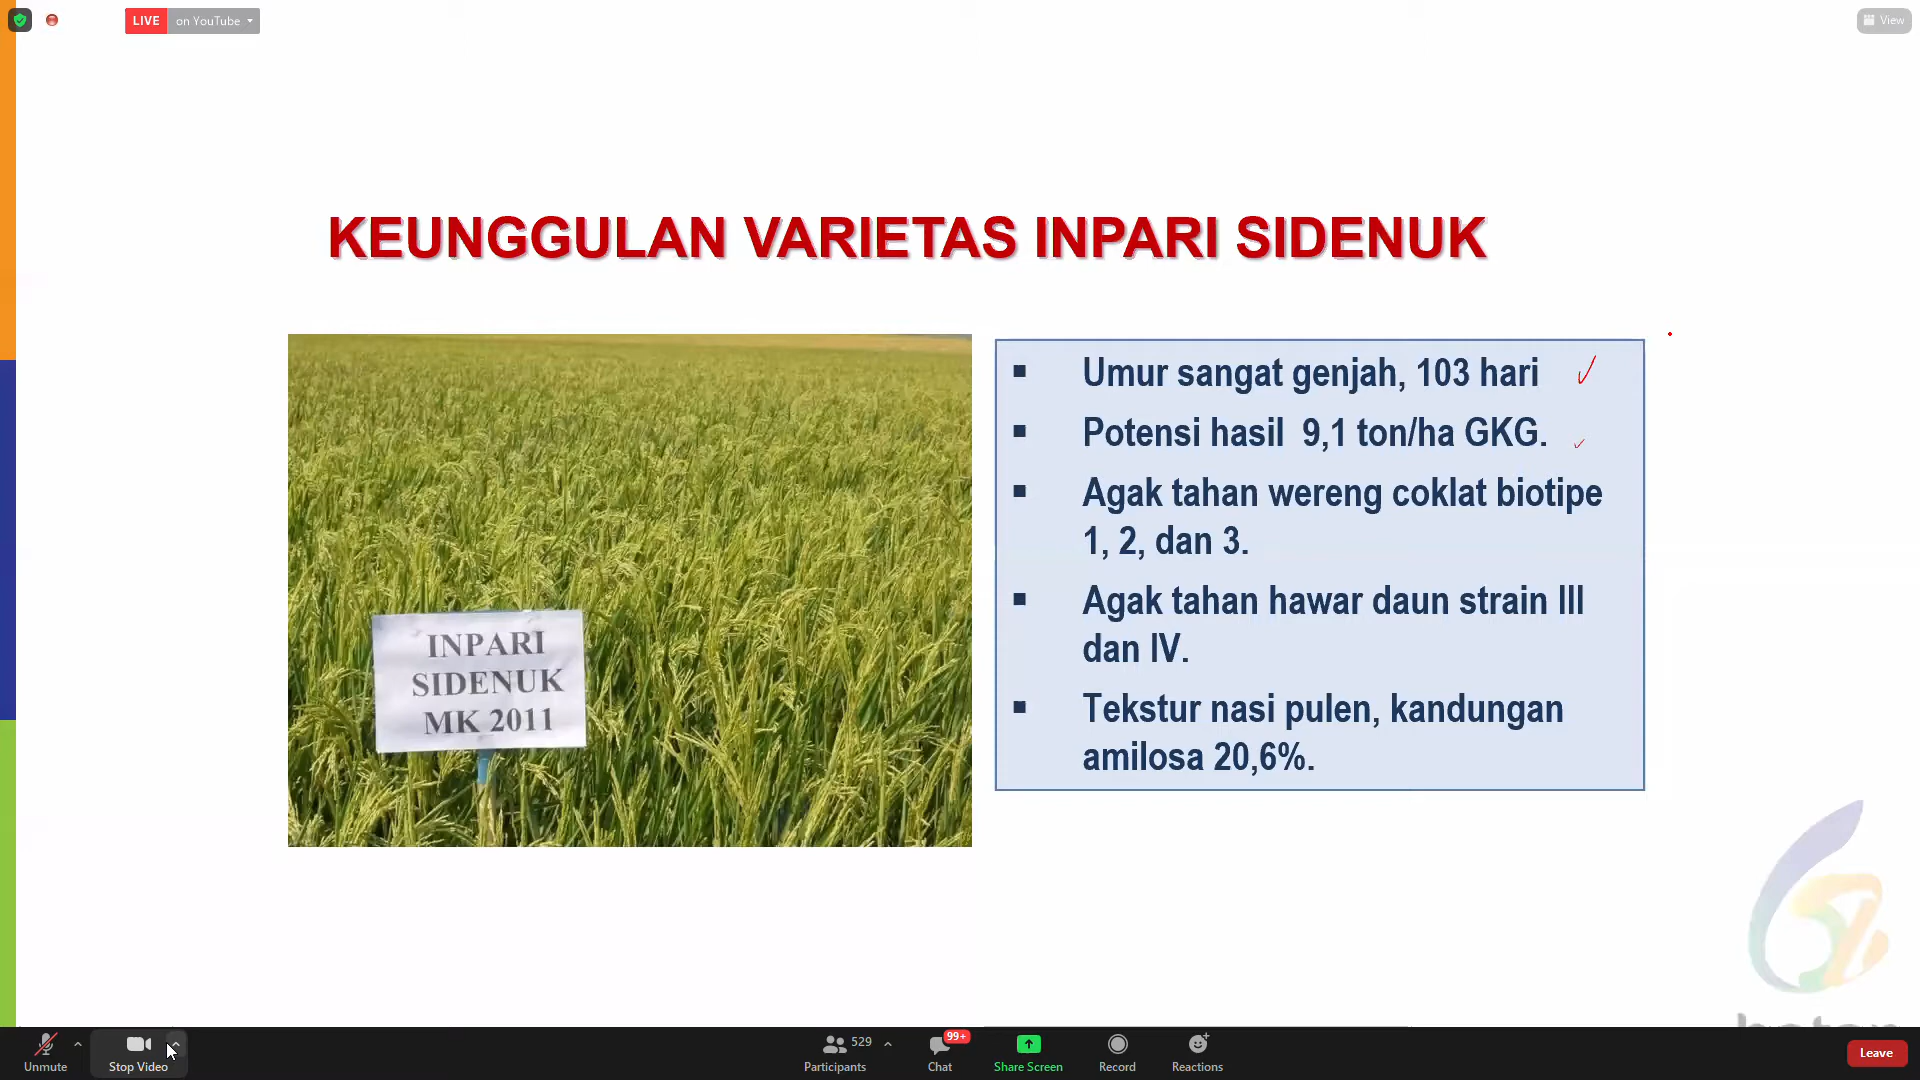 LIVE on YouTube
View
KEUNGGULAN VARIETAS INPARI SIDENUK
INPARI
SIDENUK
MK 2011
Umur sangat genjah, 103 hari
Potensi hasil 9,1 ton/ha GKG.
Agak tahan wereng coklat biotipe
1, 2, dan 3.
Agak tahan hawar daun strain III
dan IV.
Tekstur nasi pulen, kandungan
amilosa 20,6%.
Unmute
Stop Video
529
Participants
99+
Chat
Share Screen
Record
Reactions
Leave